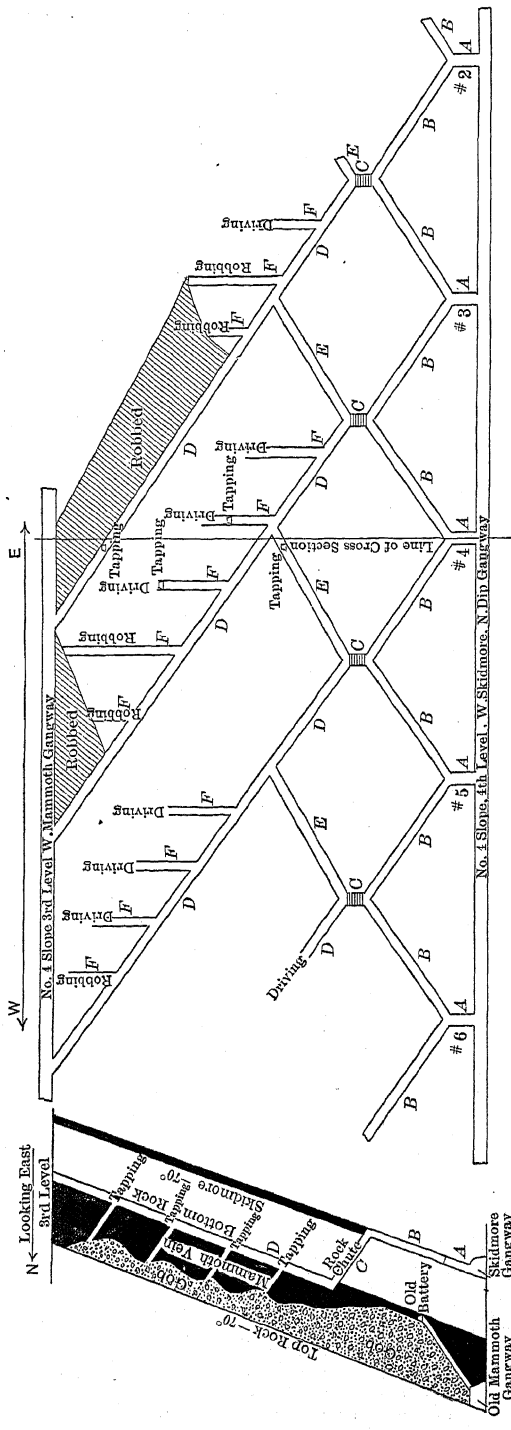 N
Looking East
3rd Level
Top Rock—70°
Gob
Gob
Mammoth Vein
Bottom Rock
Skidmore
70°
Tapping
Tapping
Tapping
Tapping
D
Rock
Chute
C
B
A
Old
Battery
Old Mammoth
Gangway
Skidmore
Gangway
W
E
No. 4 Slope 3rd Level W. Mammoth Gangway
Robbed
Robbed
Robbing
F
Driving
F
Driving
F
Driving
F
D
Robbing
F
Robbing
F
Driving
Tapping
F
D
Tapping
Driving
Tapping
F
Driving
Tapping
F
D
D
Robbing
F
Robbing
F
Driving
F
D
E
Driving
D
D
E
Tapping
E
E
C
C
C
C
Line of Cross Section
B
B
B
B
B
B
B
B
B
B
A
A
A
A
A
#6
#5
#4
#3
#2
No. 4 Slope, 4th Level, W. Skidmore, N. Dip Gangway